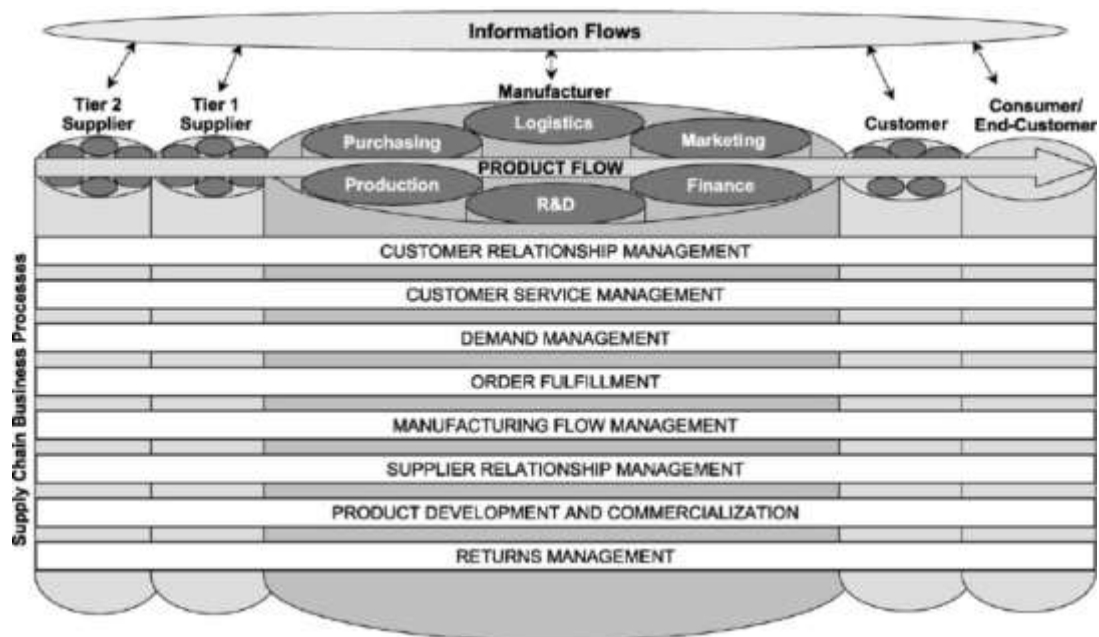 Information Flows
Tier 2
Supplier
Tier 1
Supplier
Manufacturer
Customer
Consumer/
End-Customer
Purchasing
Logistics
Marketing
PRODUCT FLOW
Production
R&D
Finance
Supply Chain Business Processes
CUSTOMER RELATIONSHIP MANAGEMENT
CUSTOMER SERVICE MANAGEMENT
DEMAND MANAGEMENT
ORDER FULFILLMENT
MANUFACTURING FLOW MANAGEMENT
SUPPLIER RELATIONSHIP MANAGEMENT
PRODUCT DEVELOPMENT AND COMMERCIALIZATION
RETURNS MANAGEMENT